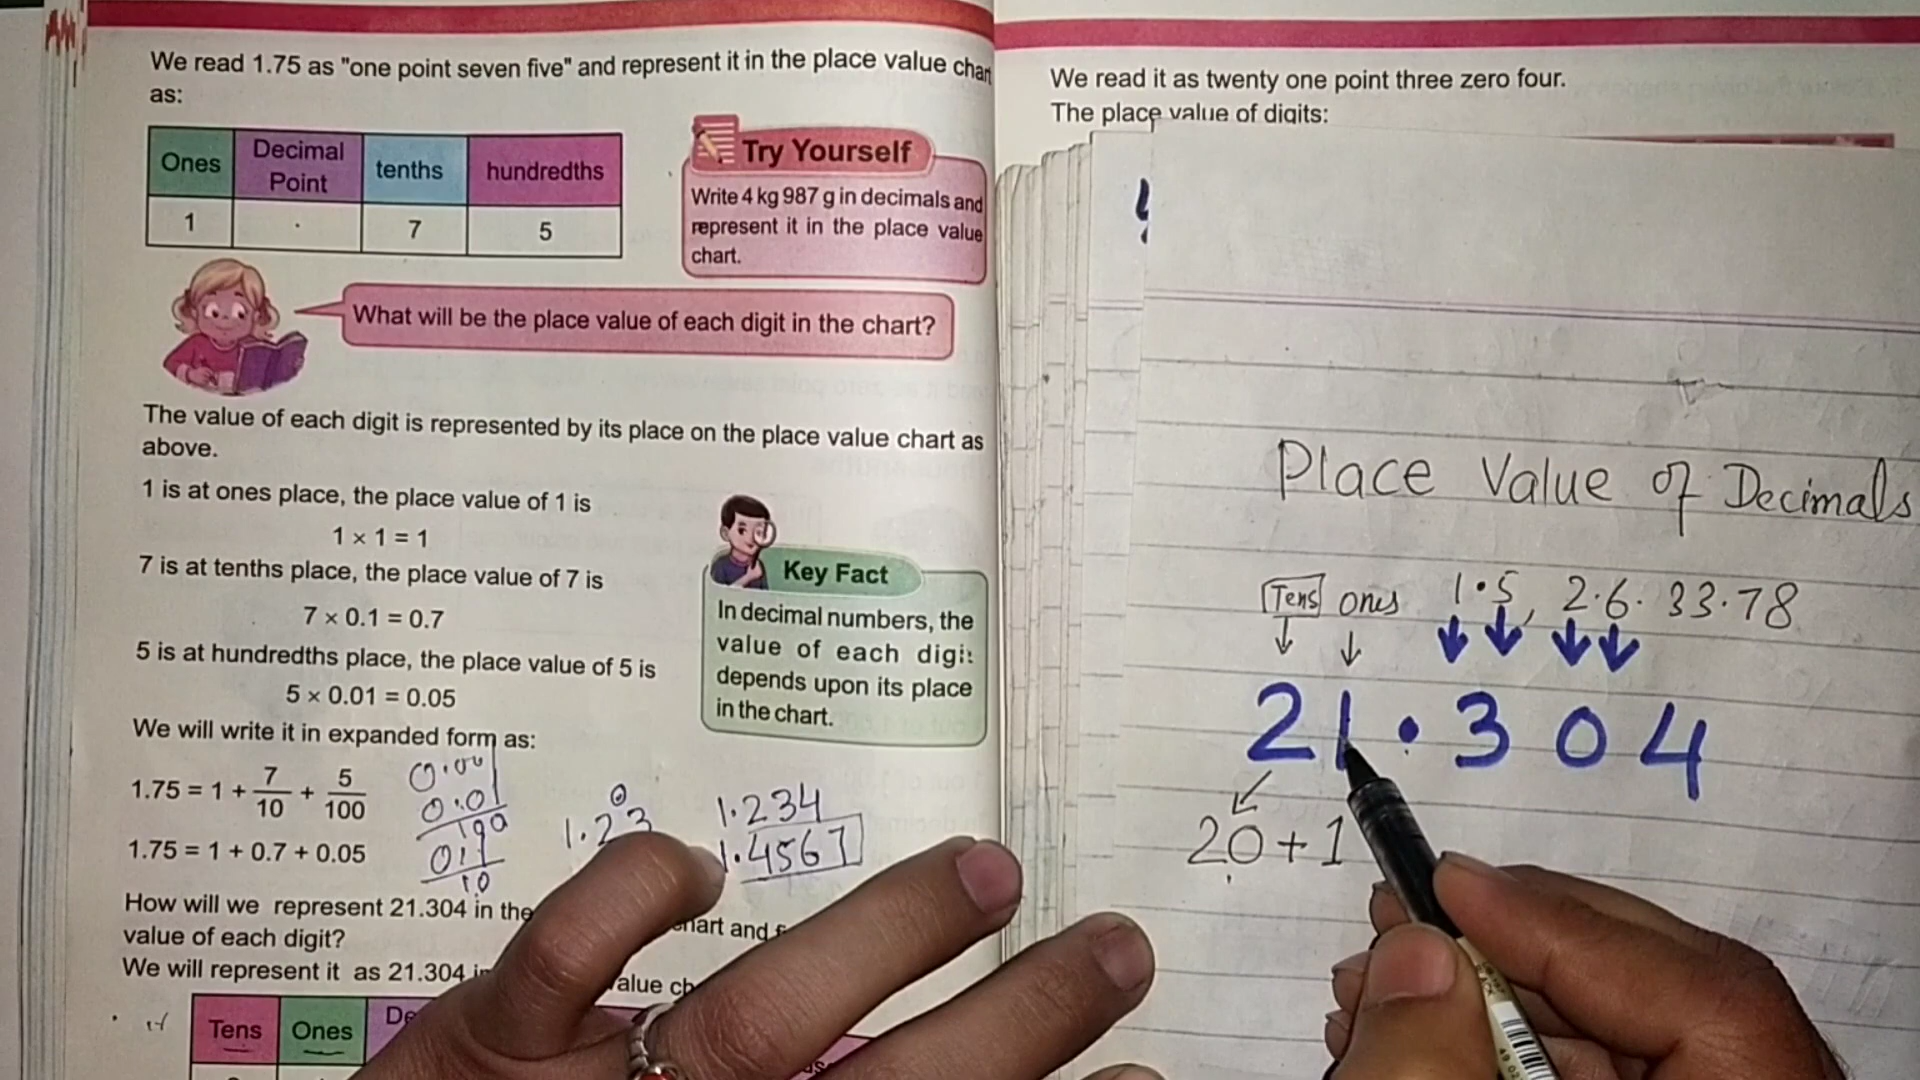 We read 1.75 as "one point seven five" and represent it in the place value chart
as:
Ones Decimal Point tenths hundredths
1 . 7 5
Try Yourself
Write 4 kg 987 g in decimals and
represent it in the place value
chart.
What will be the place value of each digit in the chart?
The value of each digit is represented by its place on the place value chart as
above.
1 is at ones place, the place value of 1 is
1 × 1 = 1
7 is at tenths place, the place value of 7 is
7 × 0.1 = 0.7
5 is at hundredths place, the place value of 5 is
5 × 0.01 = 0.05
Key Fact
In decimal numbers, the
value of each digit
depends upon its place
in the chart.
We will write it in expanded form as:
1.75 = 1 + 7/10 + 5/100
1.75 = 1 + 0.7 + 0.05
0.01
10
1.23
0
1.234
1.4567
How will we represent 21.304 in the
value of each digit?
We will represent it as 21.304
Tens Ones
We read it as twenty one point three zero four.
The place value of digits:
Place Value of Decimals
Tens ones 1.5, 2.6. 33.78
21.304
20+1